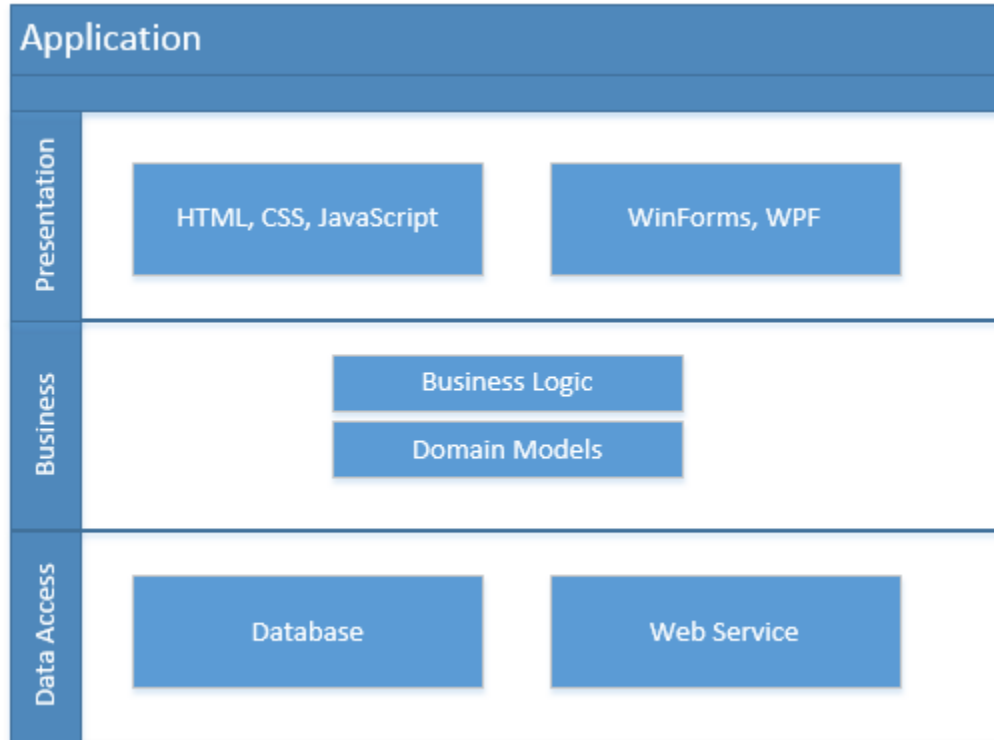 Application
Presentation
HTML, CSS, JavaScript
WinForms, WPF
Business
Business Logic
Domain Models
Data Access
Database
Web Service